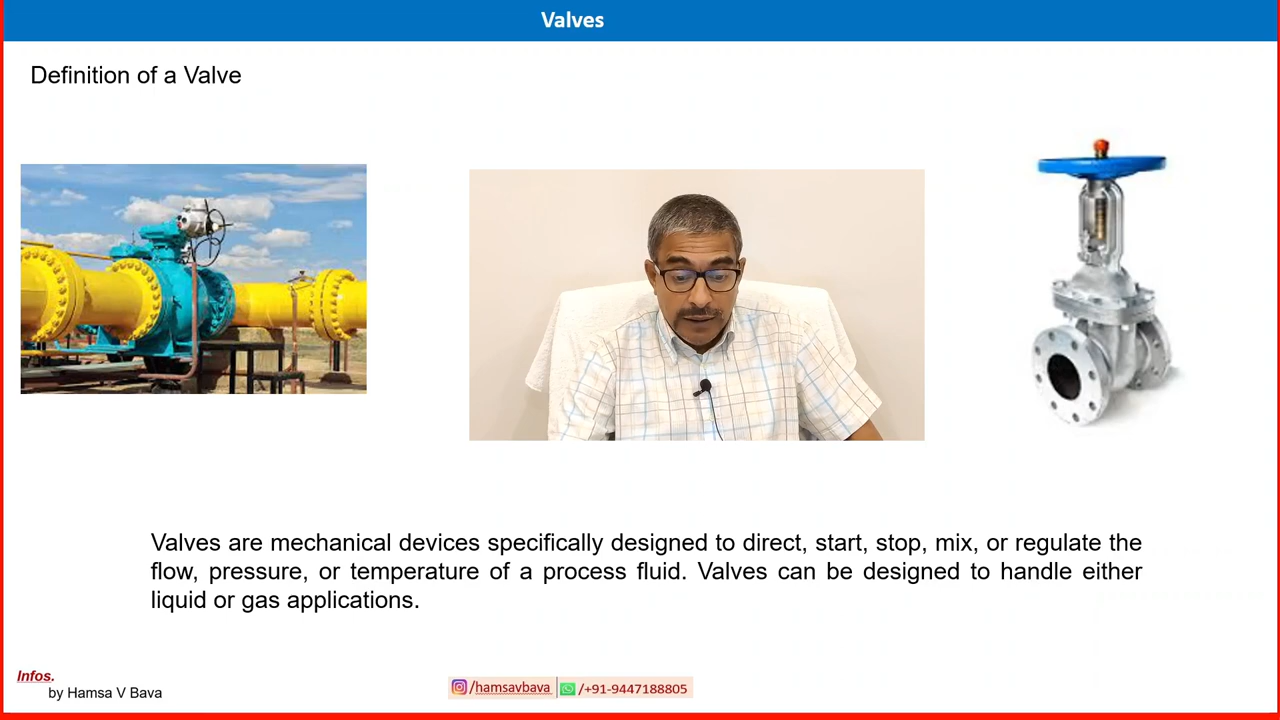 Valves
Definition of a Valve
Valves are mechanical devices specifically designed to direct, start, stop, mix, or regulate the
flow, pressure, or temperature of a process fluid. Valves can be designed to handle either
liquid or gas applications.
Infos.
by Hamsa V Bava
/hamsavbava
/+91-9447188805